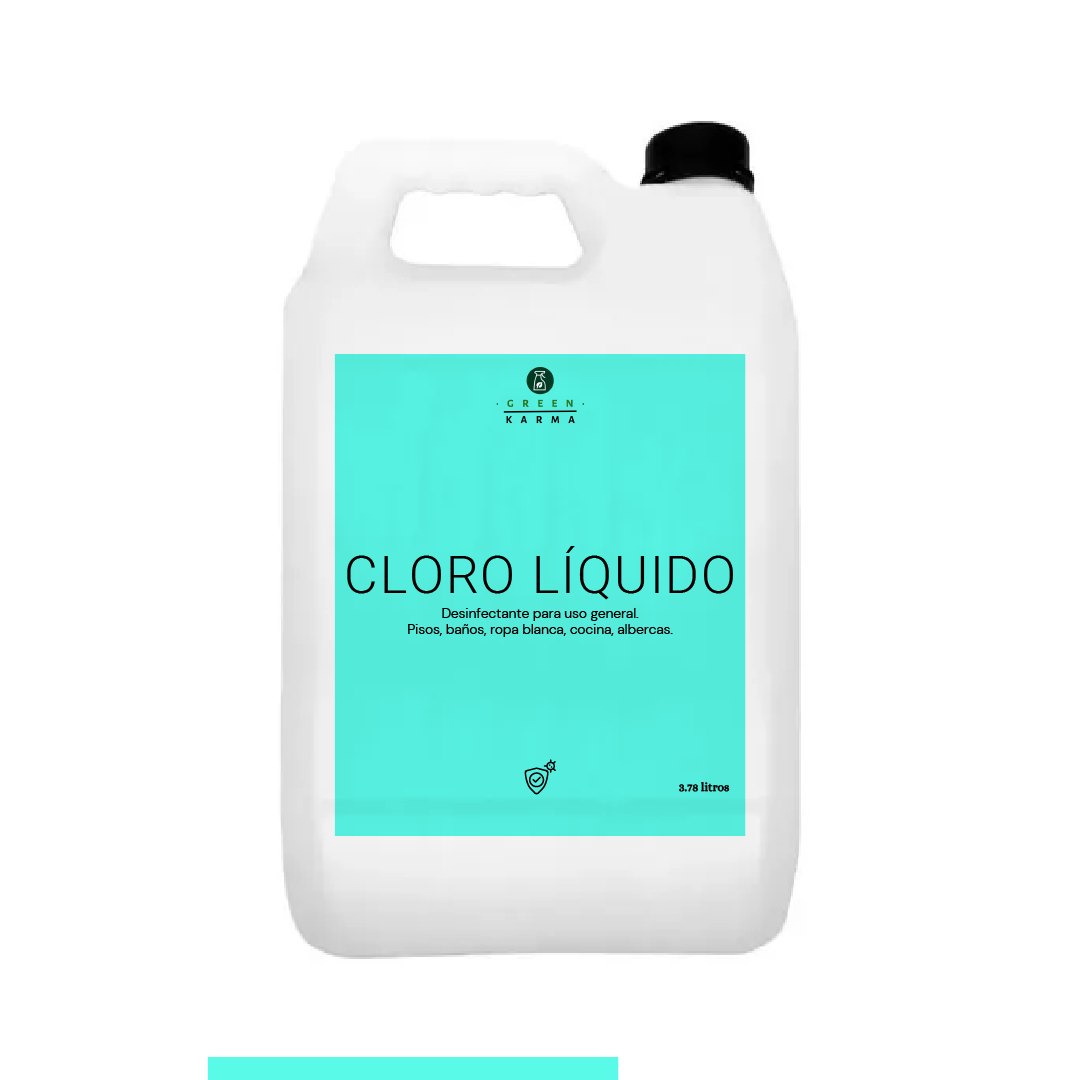 · GREEN ·
KARMA
CLORO LÍQUIDO
Desinfectante para uso general.
Pisos, baños, ropa blanca, cocina, albercas.
3.78 litros